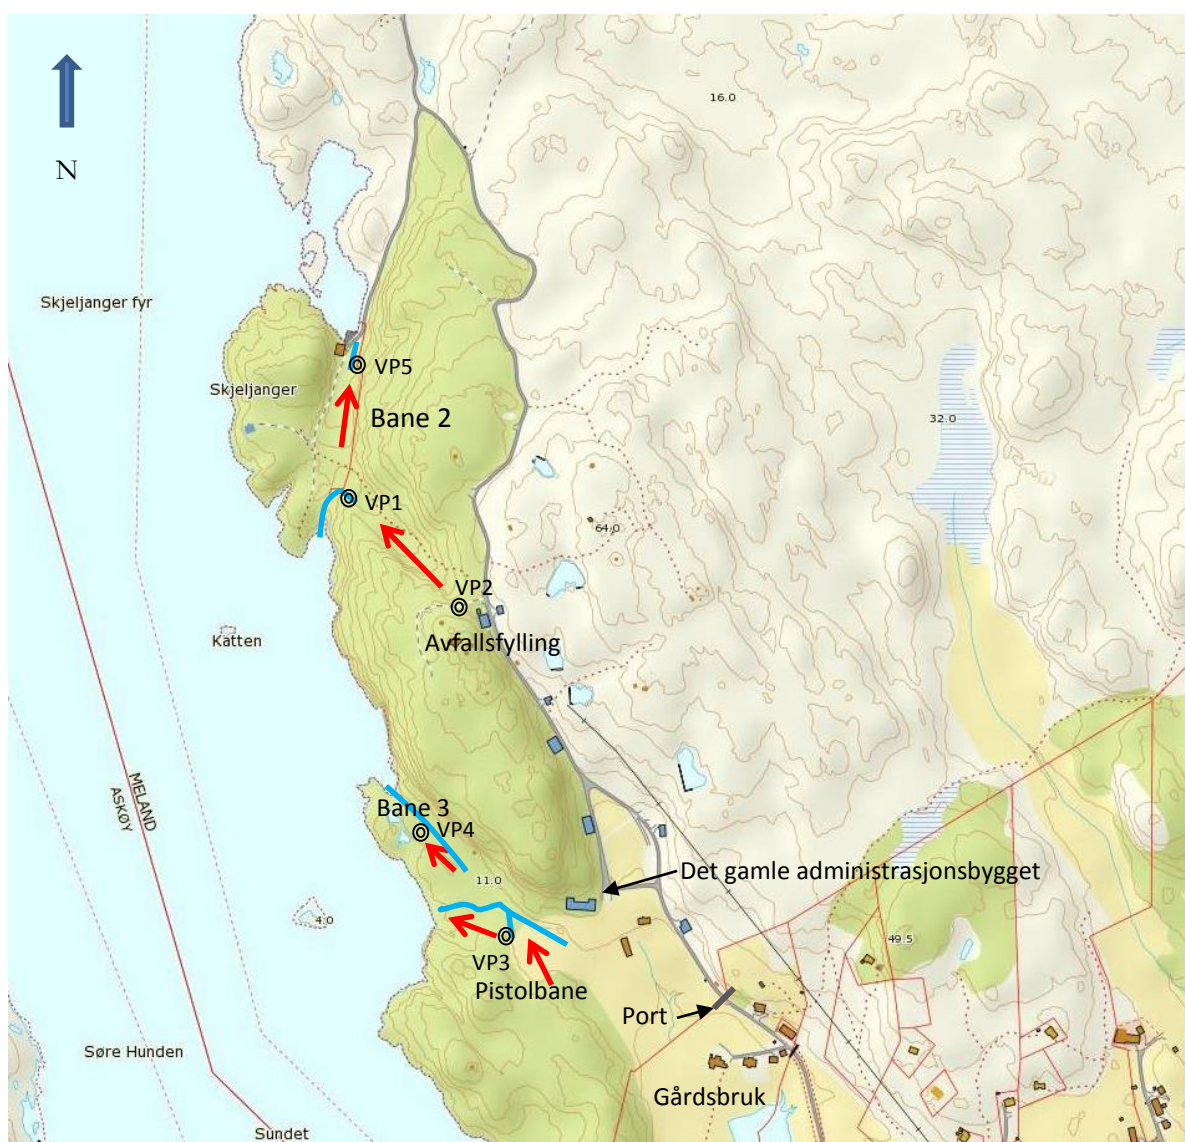 16.0
N
Skjeljanger fyr
VP5
Skjeljanger
Bane 2
32.0
VP1
64.0
VP2
Katten
Avfallsfylling
MELAND
ASKØY
Bane 3
VP4
11.0
Det gamle administrasjonsbygget
4.0
49.5
VP3
Pistolbane
Port
Søre Hunden
Gårdsbruk
Sundet